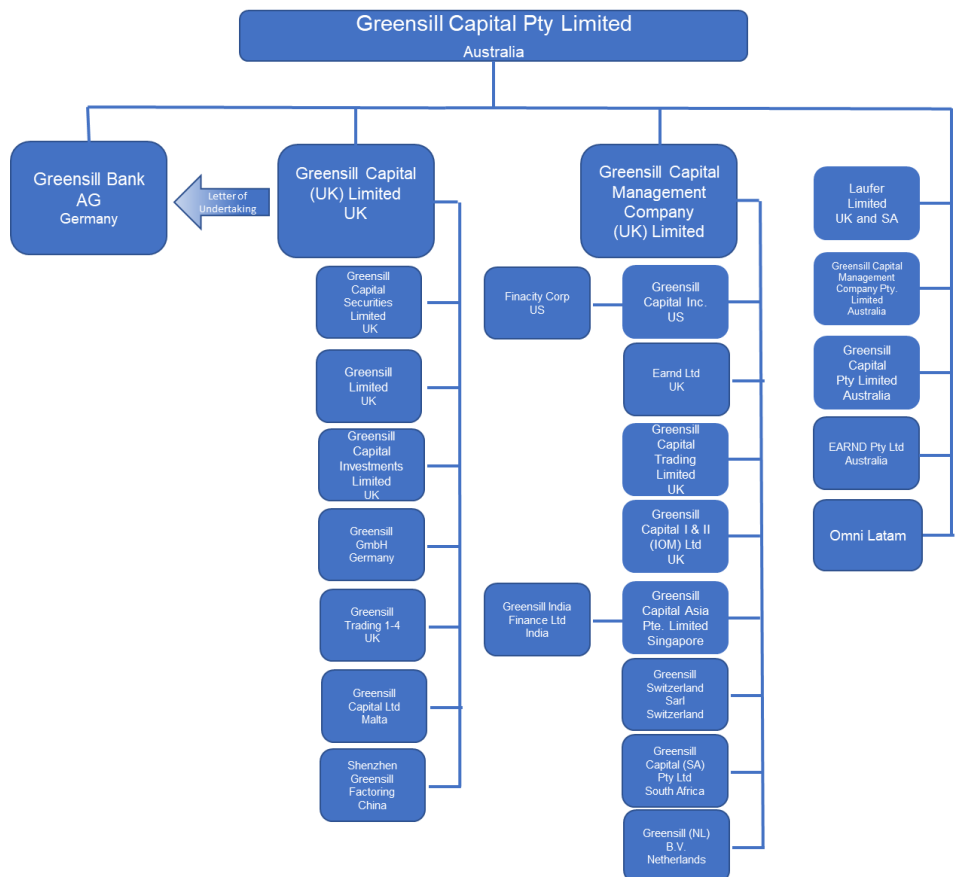 Greensill Capital Pty Limited
Australia
Greensill Bank
AG
Germany
Letter of
Undertaking
Greensill Capital
(UK) Limited
UK
Greensill Capital
Management
Company
(UK) Limited
Laufer
Limited
UK and SA
Greensill Capital
Management
Company Pty.
Limited
Australia
Greensill
Capital
Pty Limited
Australia
EARND Pty Ltd
Australia
Omni Latam
Greensill
Capital
Securities
Limited
UK
Greensill
Limited
UK
Greensill
Capital
Investments
Limited
UK
Greensill
GmbH
Germany
Greensill
Trading 1-4
UK
Greensill
Capital Ltd
Malta
Shenzhen
Greensill
Factoring
China
Finacity Corp
US
Greensill
Capital Inc.
US
Earnd Ltd
UK
Greensill
Capital
Trading
Limited
UK
Greensill
Capital I & II
(IOM) Ltd
UK
Greensill India
Finance Ltd
India
Greensill
Capital Asia
Pte. Limited
Singapore
Greensill
Switzerland
Sarl
Switzerland
Greensill
Capital (SA)
Pty Ltd
South Africa
Greensill (NL)
B.V.
Netherlands